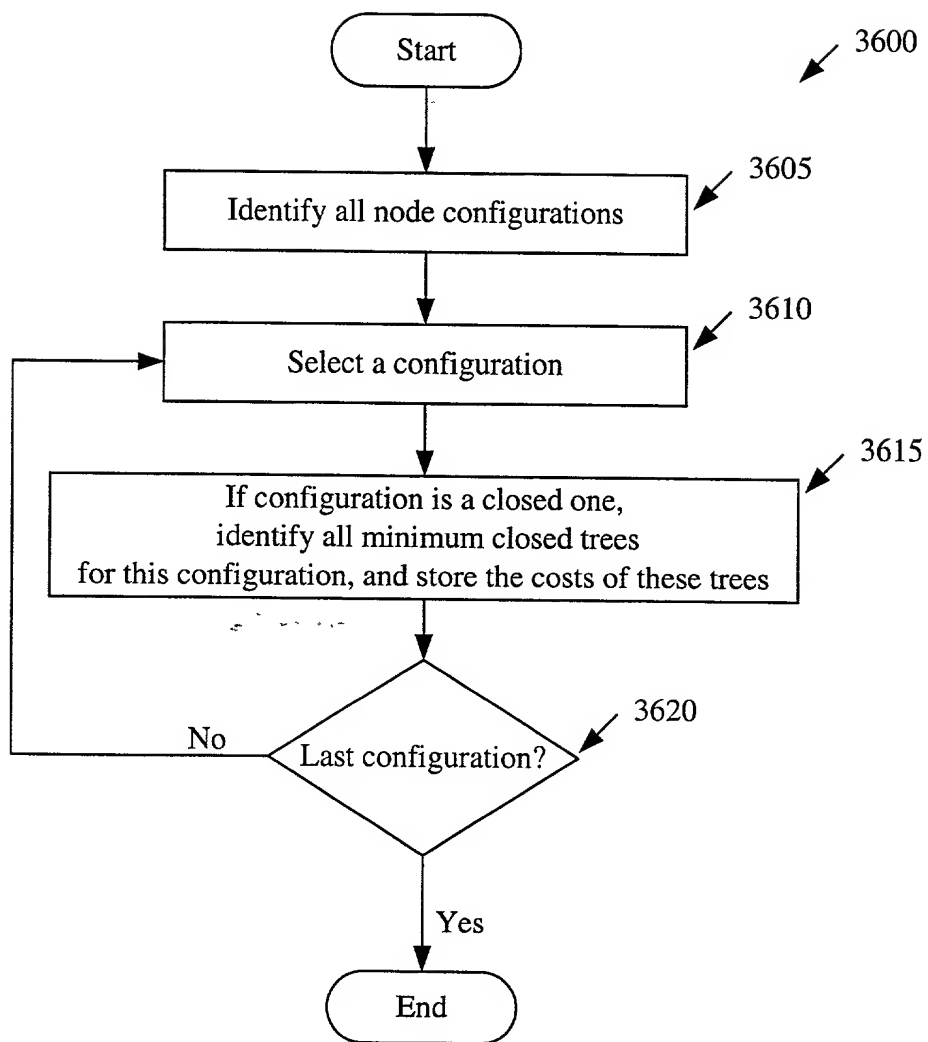 Start
3600
3605
Identify all node configurations
3610
Select a configuration
3615
If configuration is a closed one,
identify all minimum closed trees
for this configuration, and store the costs of these trees
3620
No
Last configuration?
Yes
End